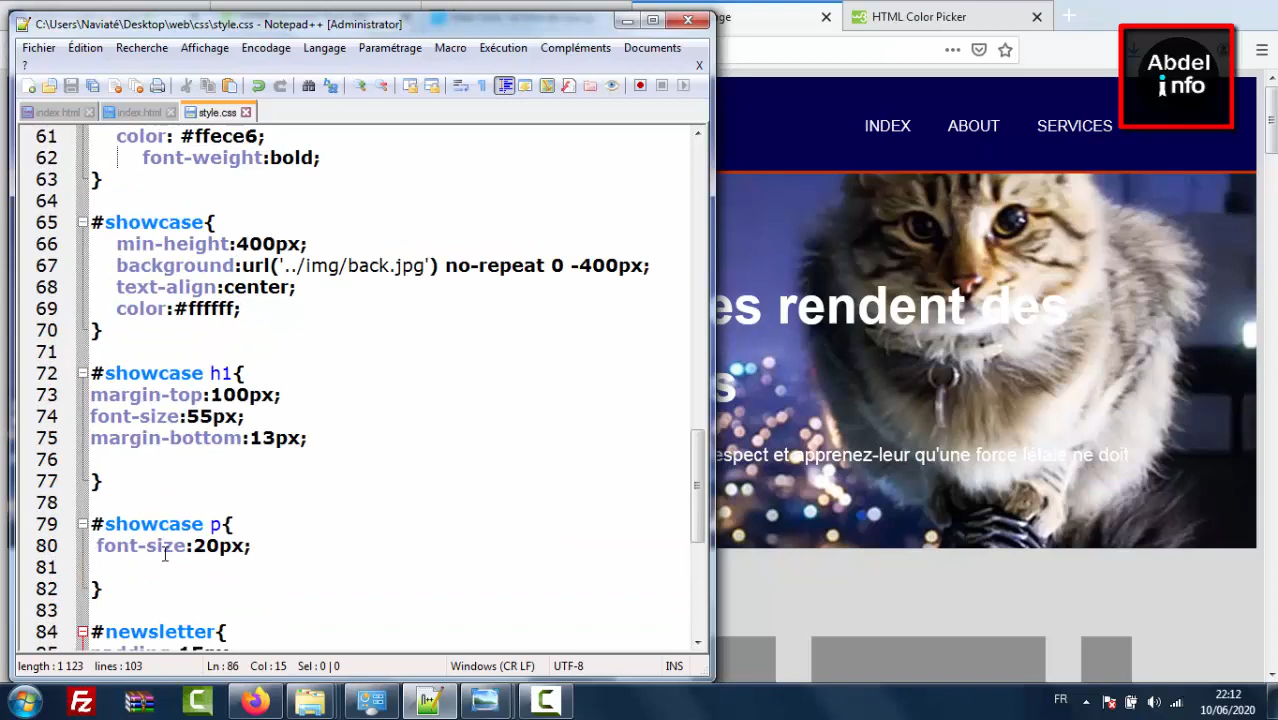 C:\Users\Naviaté\Desktop\web\css\style.css - Notepad++ [Administrator]
HTML Color Picker
Fichier Édition Recherche Affichage Encodage Langage Paramétrage Macro Exécution Compléments Documents
? X
index.html index.html style.css
Abdel
info
INDEX ABOUT SERVICES
61 color: #ffece6;
62 font-weight:bold;
63 }
64
65 #showcase{
66 min-height:400px;
67 background:url('../img/back.jpg') no-repeat 0 -400px;
68 text-align:center;
69 color:#ffffff;
70 }
71
72 #showcase h1{
73 margin-top:100px;
74 font-size:55px;
75 margin-bottom:13px;
76
77 }
78
79 #showcase p{
80 font-size:20px;
81
82 }
83
84 #newsletter{
es rendent des
s
spect et apprenez-leur qu'une force létale ne doit
length : 1 123 lines : 103 Ln : 86 Col : 15 Sel : 0 | 0 Windows (CR LF) UTF-8 INS
FR 22:12
10/06/2020